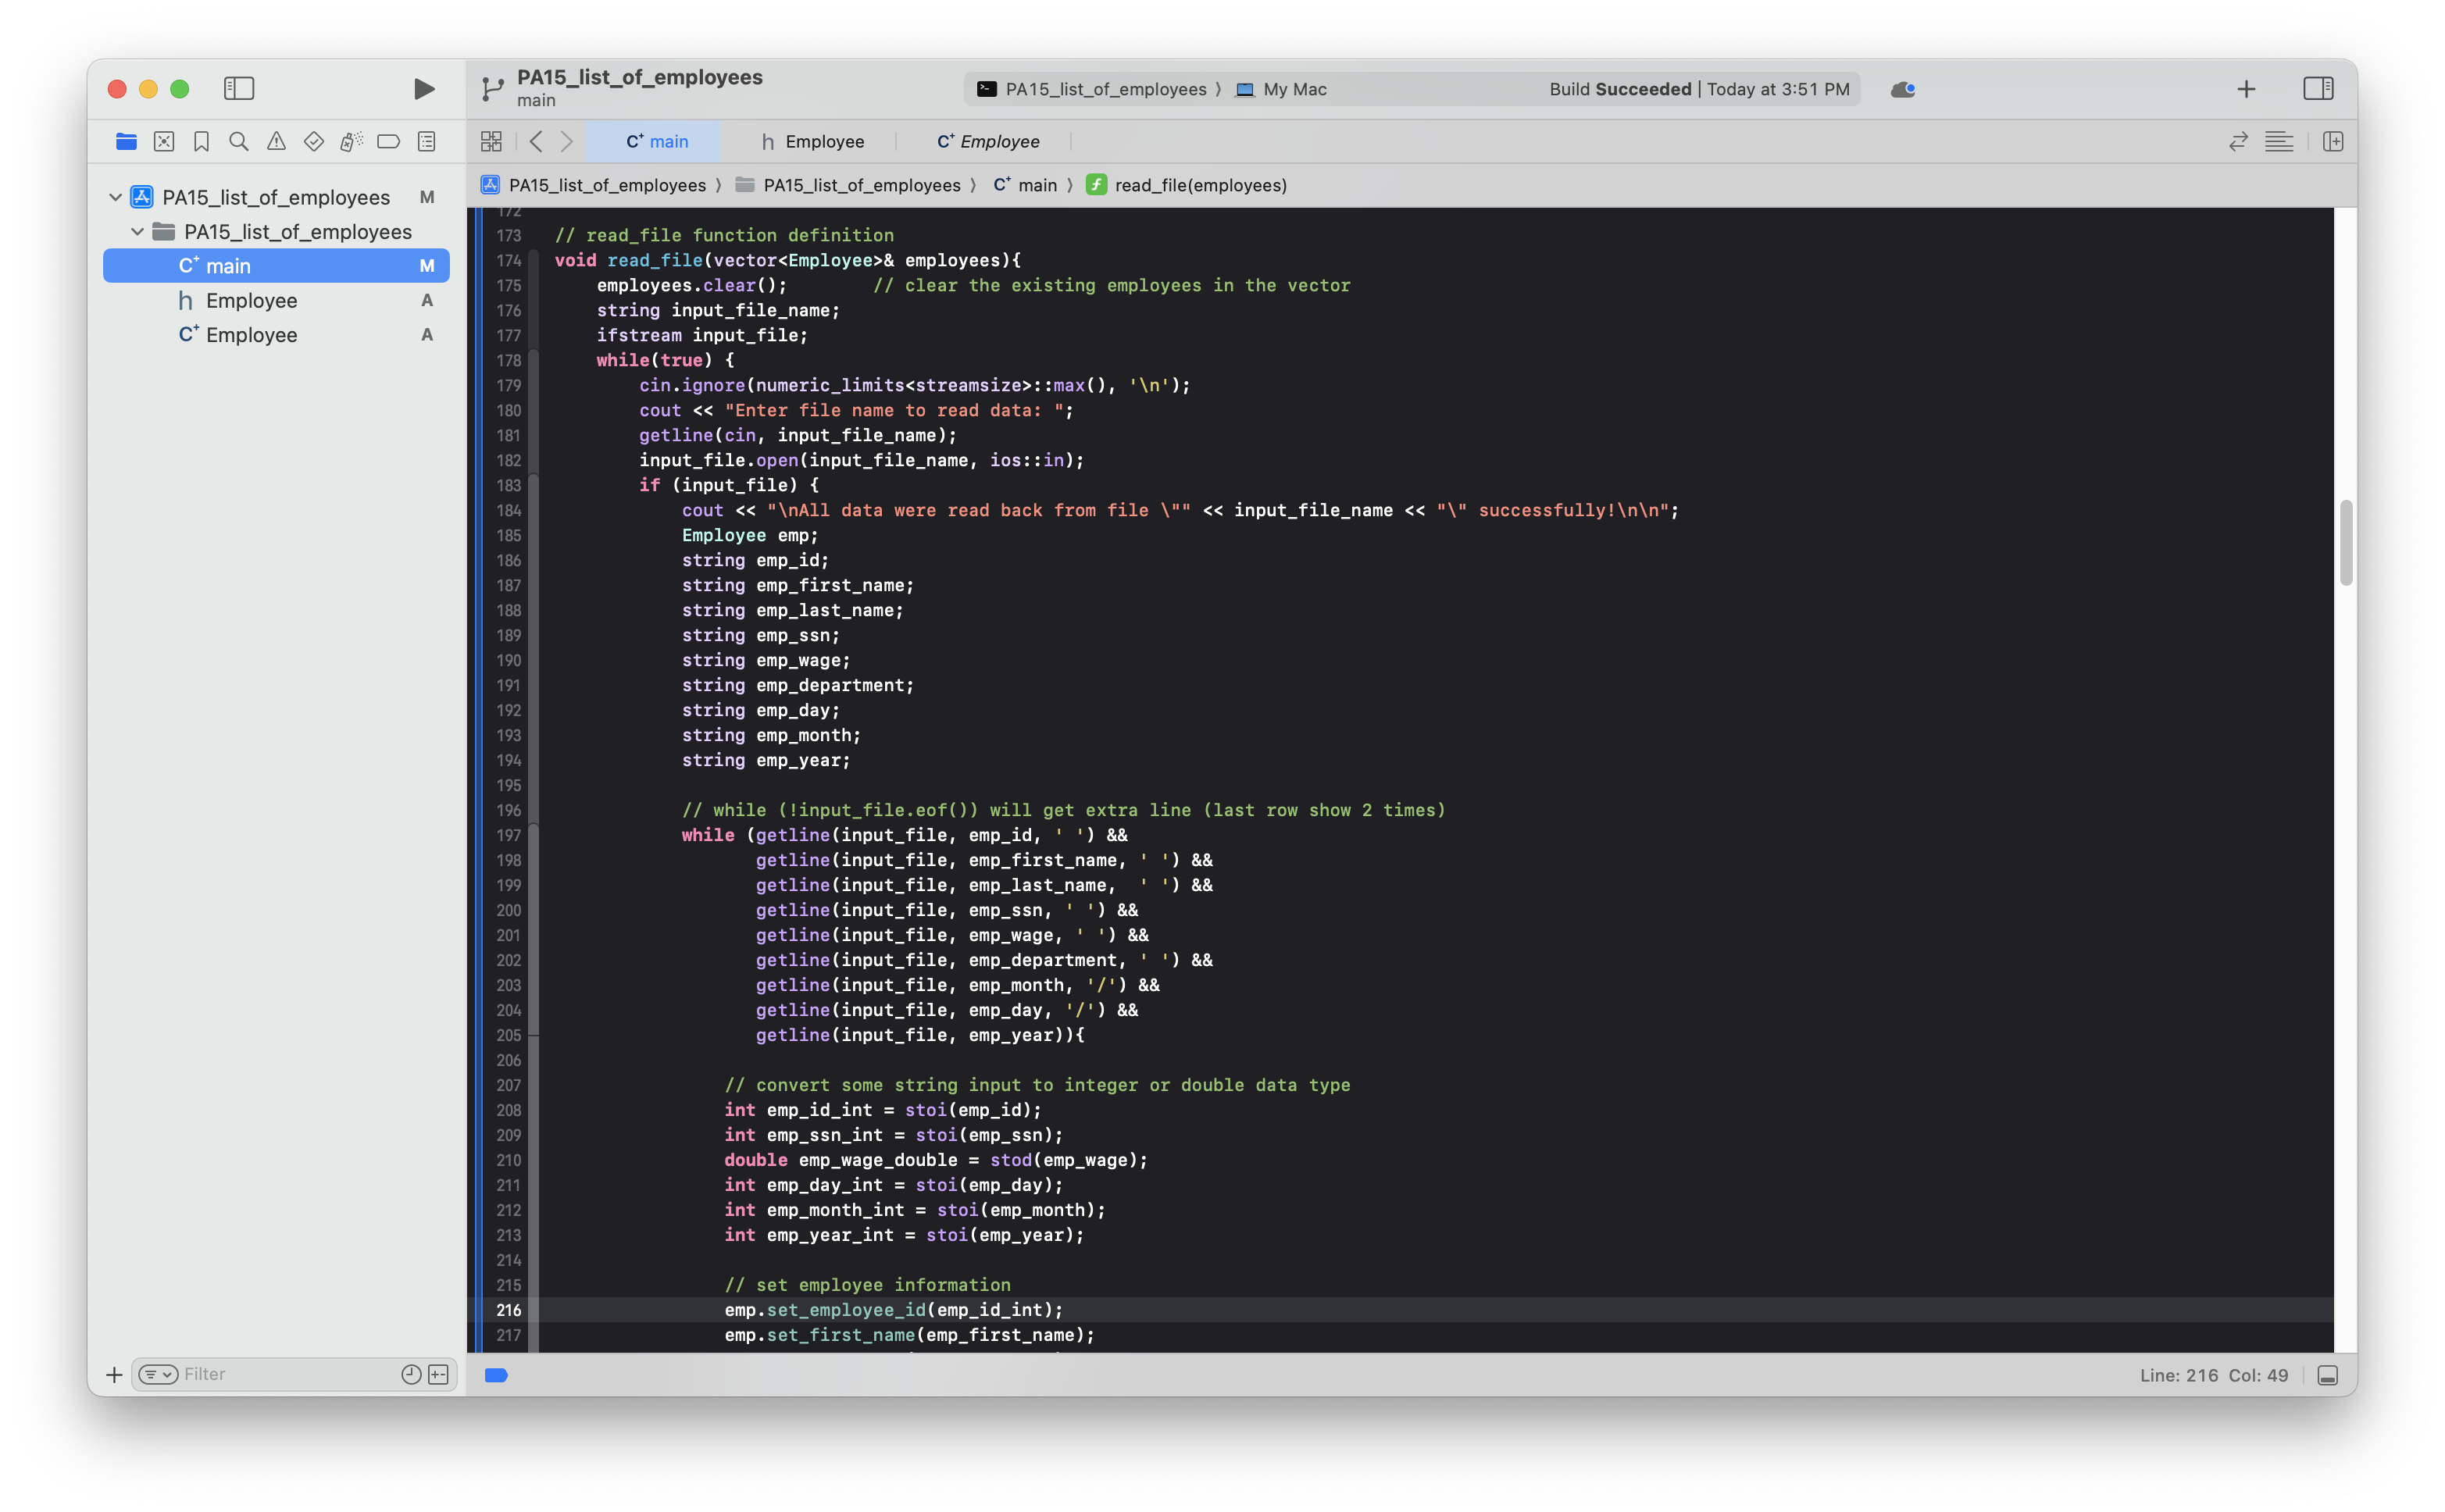 PA15_list_of_employees
main
PA15_list_of_employees 〉 My Mac
Build Succeeded | Today at 3:51 PM
C+ main
h Employee
C+ Employee
PA15_list_of_employees 〉 PA15_list_of_employees 〉 C+ main 〉 f read_file(employees)
PA15_list_of_employees M
PA15_list_of_employees
C+ main M
h Employee A
C+ Employee A
172
173 // read_file function definition
174 void read_file(vector<Employee>& employees){
175     employees.clear();        // clear the existing employees in the vector
176     string input_file_name;
177     ifstream input_file;
178     while(true) {
179         cin.ignore(numeric_limits<streamsize>::max(), '\n');
180         cout << "Enter file name to read data: ";
181         getline(cin, input_file_name);
182         input_file.open(input_file_name, ios::in);
183         if (input_file) {
184             cout << "\nAll data were read back from file \"" << input_file_name << "\" successfully!\n\n";
185             Employee emp;
186             string emp_id;
187             string emp_first_name;
188             string emp_last_name;
189             string emp_ssn;
190             string emp_wage;
191             string emp_department;
192             string emp_day;
193             string emp_month;
194             string emp_year;
195
196             // while (!input_file.eof()) will get extra line (last row show 2 times)
197             while (getline(input_file, emp_id, ' ') &&
198                    getline(input_file, emp_first_name, ' ') &&
199                    getline(input_file, emp_last_name,  ' ') &&
200                    getline(input_file, emp_ssn, ' ') &&
201                    getline(input_file, emp_wage, ' ') &&
202                    getline(input_file, emp_department, ' ') &&
203                    getline(input_file, emp_month, '/') &&
204                    getline(input_file, emp_day, '/') &&
205                    getline(input_file, emp_year)){
206
207                 // convert some string input to integer or double data type
208                 int emp_id_int = stoi(emp_id);
209                 int emp_ssn_int = stoi(emp_ssn);
210                 double emp_wage_double = stod(emp_wage);
211                 int emp_day_int = stoi(emp_day);
212                 int emp_month_int = stoi(emp_month);
213                 int emp_year_int = stoi(emp_year);
214
215                 // set employee information
216                 emp.set_employee_id(emp_id_int);
217                 emp.set_first_name(emp_first_name);
Filter
Line: 216 Col: 49